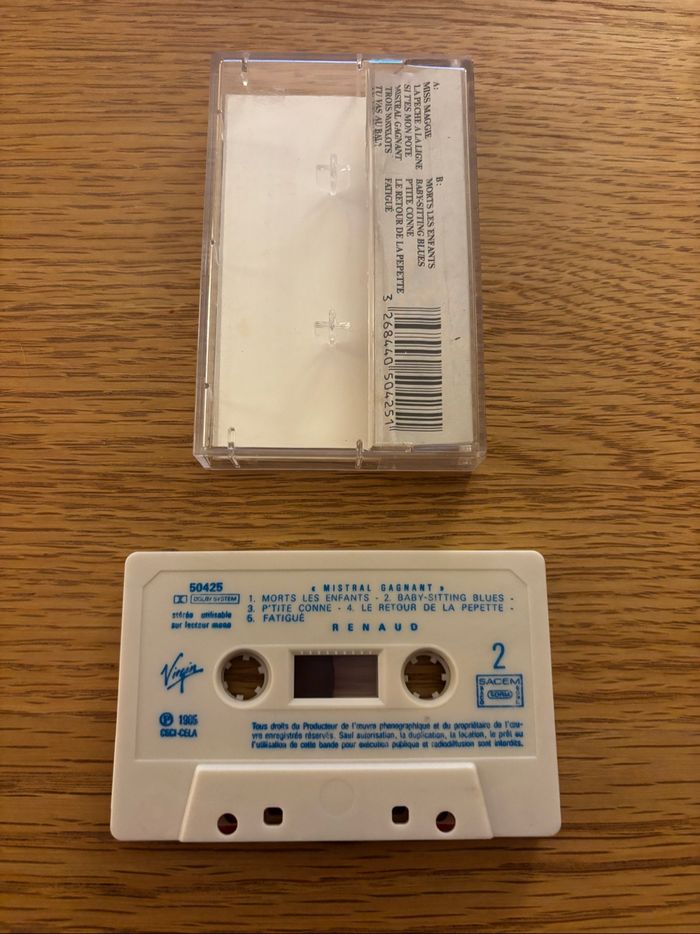 A:
MISS MAGGIE
LA PECHE A LA LIGNE
SI T'ES MON POTE
MISTRAL GAGNANT
TROIS MATELOTS
TU VAS AU BAL?
B:
MORTS LES ENFANTS
BABY-SITTING BLUES
P'TITE CONNE
LE RETOUR DE LA PEPETTE
FATIGUÉ
3 268440 504251
50425
DOLBY SYSTEM
stéréo utilisable
sur lecteur mono
« MISTRAL GAGNANT »
1. MORTS LES ENFANTS - 2. BABY-SITTING BLUES -
3. P'TITE CONNE - 4. LE RETOUR DE LA PEPETTE -
5. FATIGUÉ
RENAUD
Virgin
2
SACEM
SDRM
℗ 1985
CECI-CELA
Tous droits du Producteur de l'œuvre phonographique et du propriétaire de l'œu-
vre enregistrée réservés. Sauf autorisation, la duplication, la location, le prêt ou
l'utilisation de cette bande pour exécution publique et radiodiffusion sont interdits.